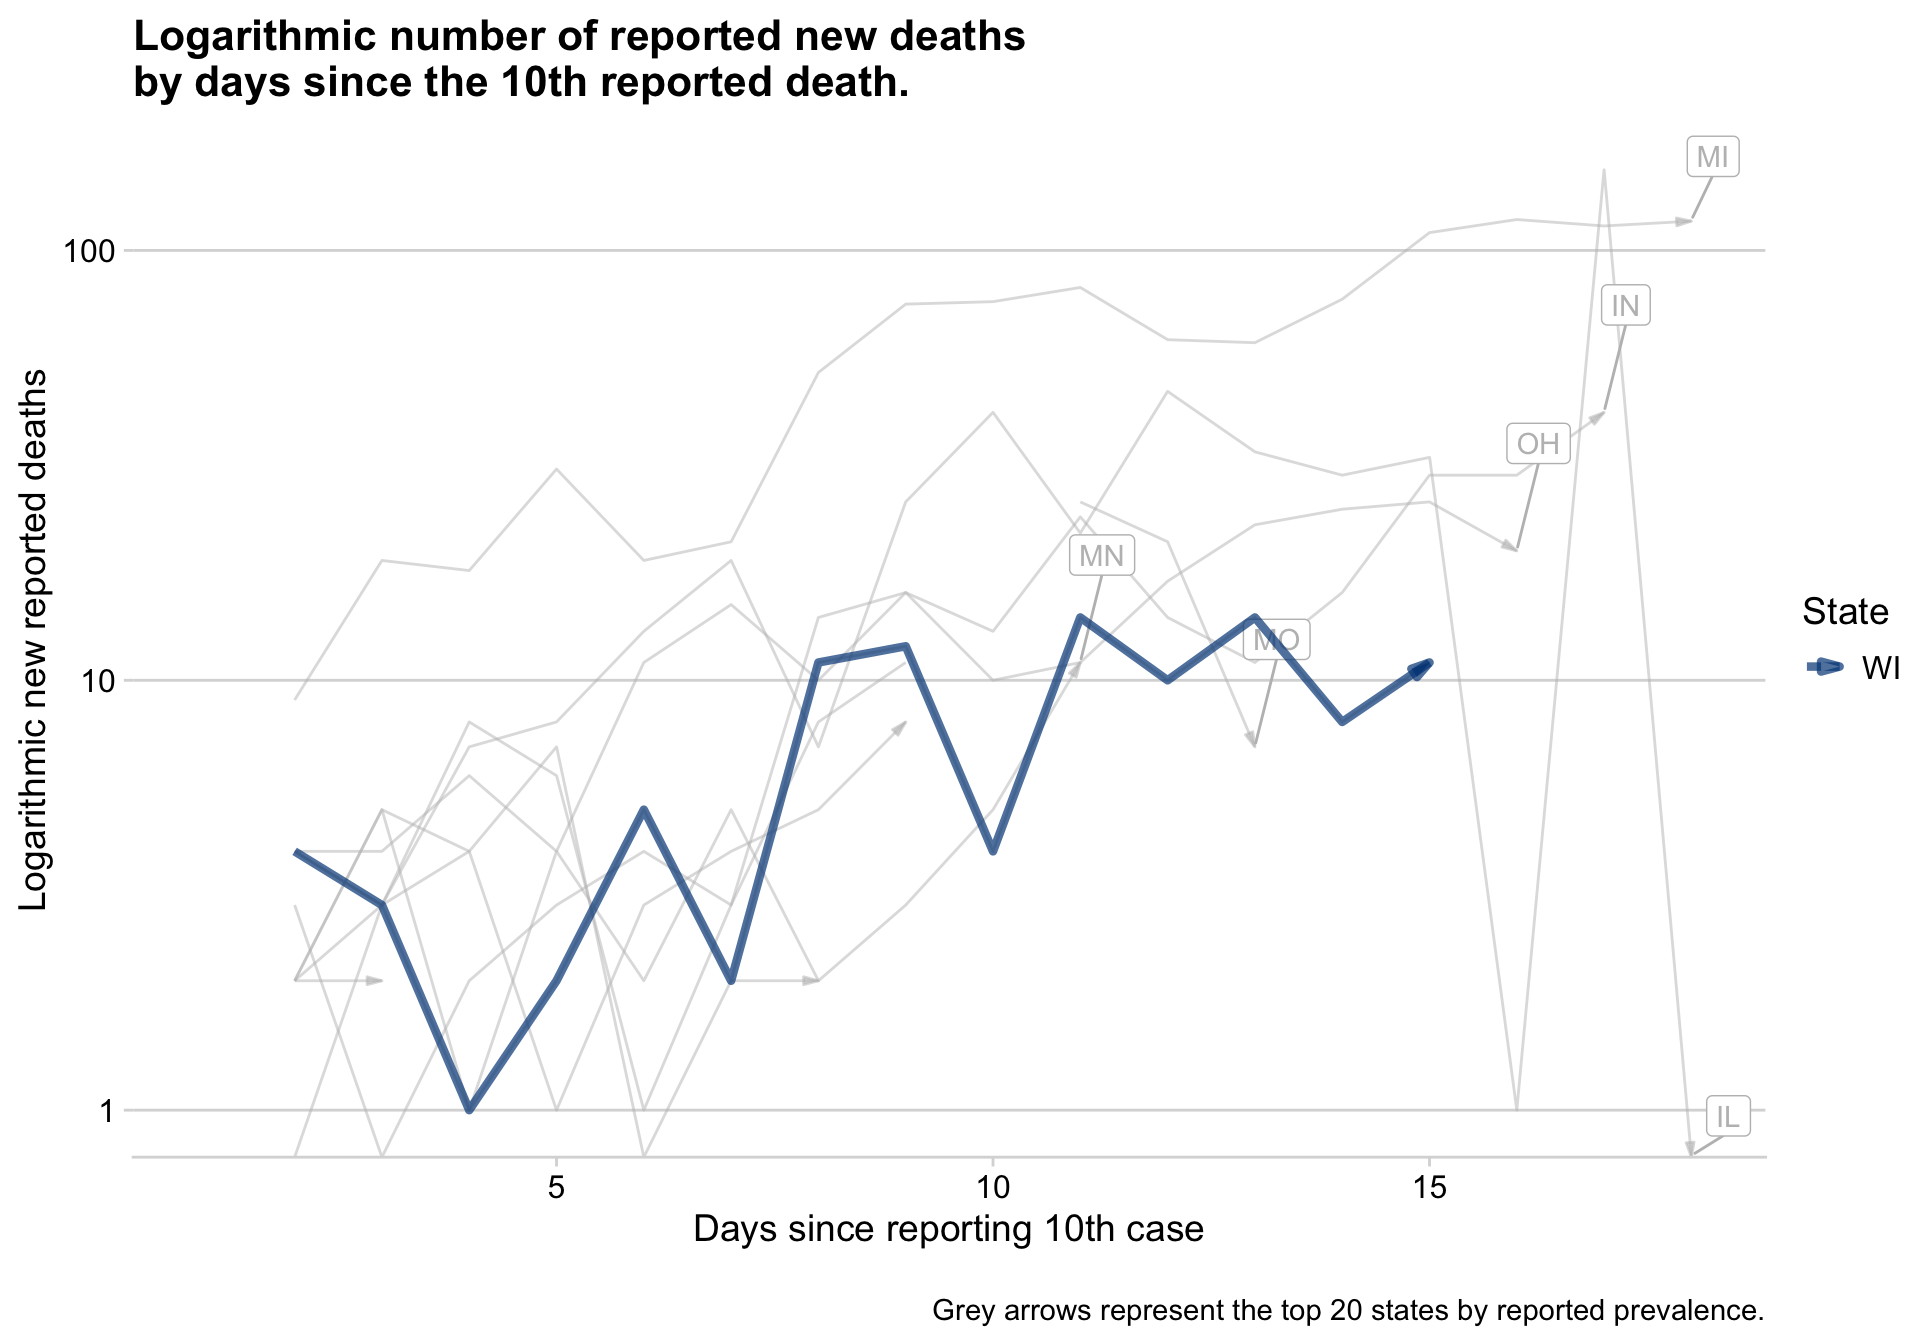 Logarithmic number of reported new deaths
by days since the 10th reported death.
MI
100
IN
OH
MN
MO
10
1
IL
Logarithmic new reported deaths
State
WI
5 10 15
Days since reporting 10th case
Grey arrows represent the top 20 states by reported prevalence.